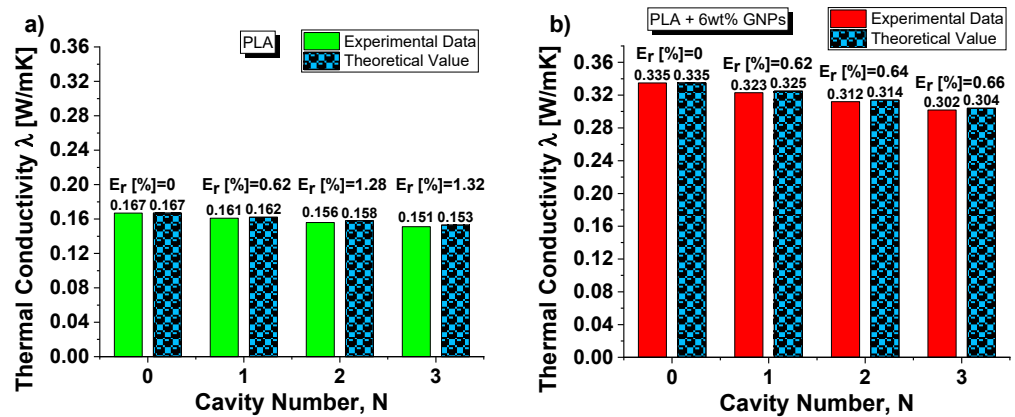 a)
PLA
Experimental Data
Theoretical Value
Thermal Conductivity λ [W/mK]
0.36
0.32
0.28
0.24
0.20
0.16
0.12
0.08
0.04
0.00
Er [%]=0
Er [%]=0.62
Er [%]=1.28
Er [%]=1.32
0.167 0.167
0.161 0.162
0.156 0.158
0.151 0.153
0 1 2 3
Cavity Number, N
b)
PLA + 6wt% GNPs
Experimental Data
Theoretical Value
Thermal Conductivity λ [W/mK]
0.36
0.32
0.28
0.24
0.20
0.16
0.12
0.08
0.04
0.00
Er [%]=0
Er [%]=0.62
Er [%]=0.64
Er [%]=0.66
0.335 0.335
0.323 0.325
0.312 0.314
0.302 0.304
0 1 2 3
Cavity Number, N